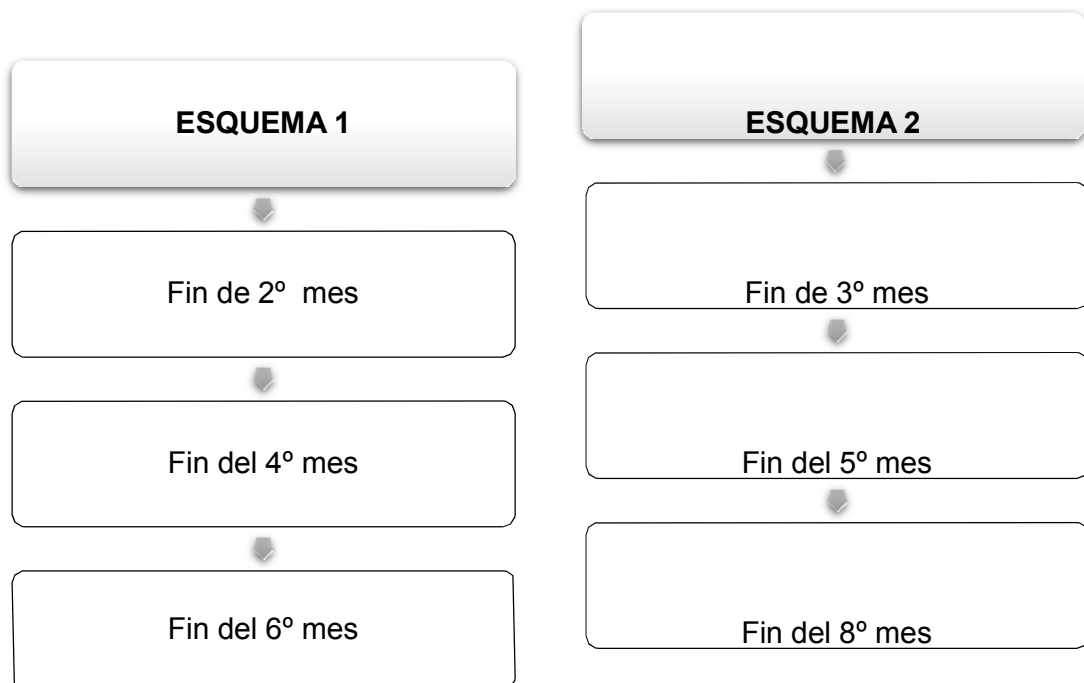 ESQUEMA 1
Fin de 2º  mes
Fin del 4º mes
Fin del 6º mes
ESQUEMA 2
Fin de 3º mes
Fin del 5º mes
Fin del 8º mes